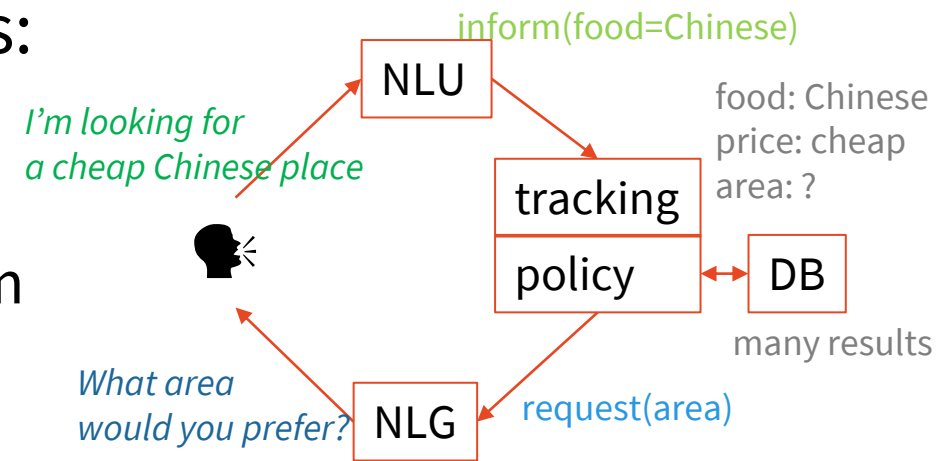 s:
inform(food=Chinese)
NLU
I'm looking for
a cheap Chinese place
food: Chinese
price: cheap
area: ?
tracking
policy
DB
m
many results
What area
would you prefer?
NLG
request(area)